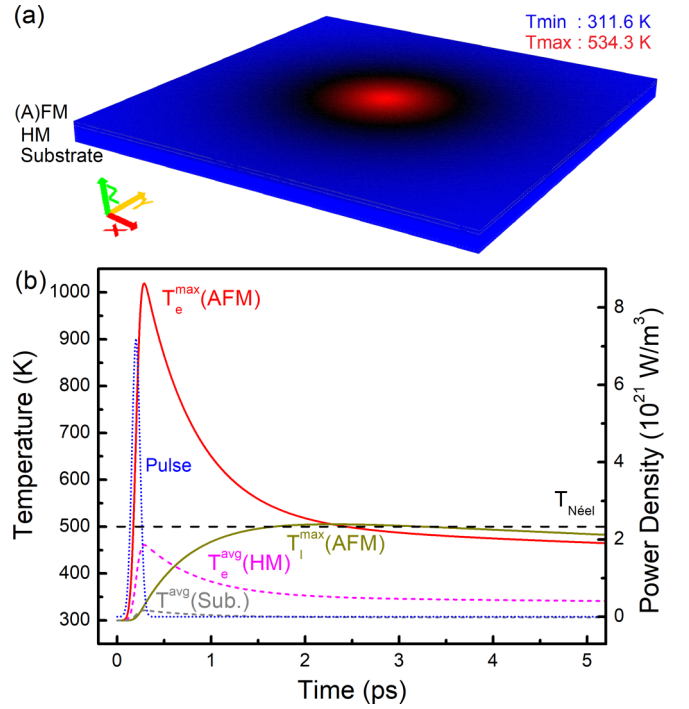 (a)
Tmin : 311.6 K
Tmax : 534.3 K
(A)FM
HM
Substrate
Z
Y
X
(b)
1000
900
800
700
600
500
400
300
Temperature (K)
T_e^max(AFM)
Pulse
T_Néel
T_l^max(AFM)
T_e^avg(HM)
T^avg(Sub.)
8
6
4
2
0
Power Density (10^21 W/m^3)
0 1 2 3 4 5
Time (ps)